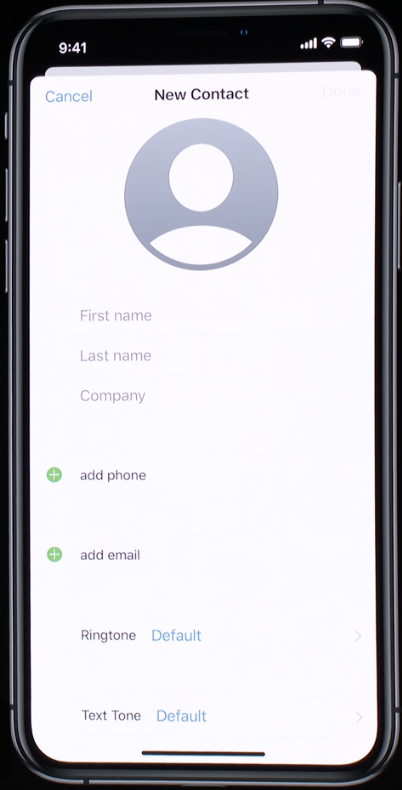 9:41
Cancel New Contact Done
First name
Last name
Company
add phone
add email
Ringtone Default
Text Tone Default